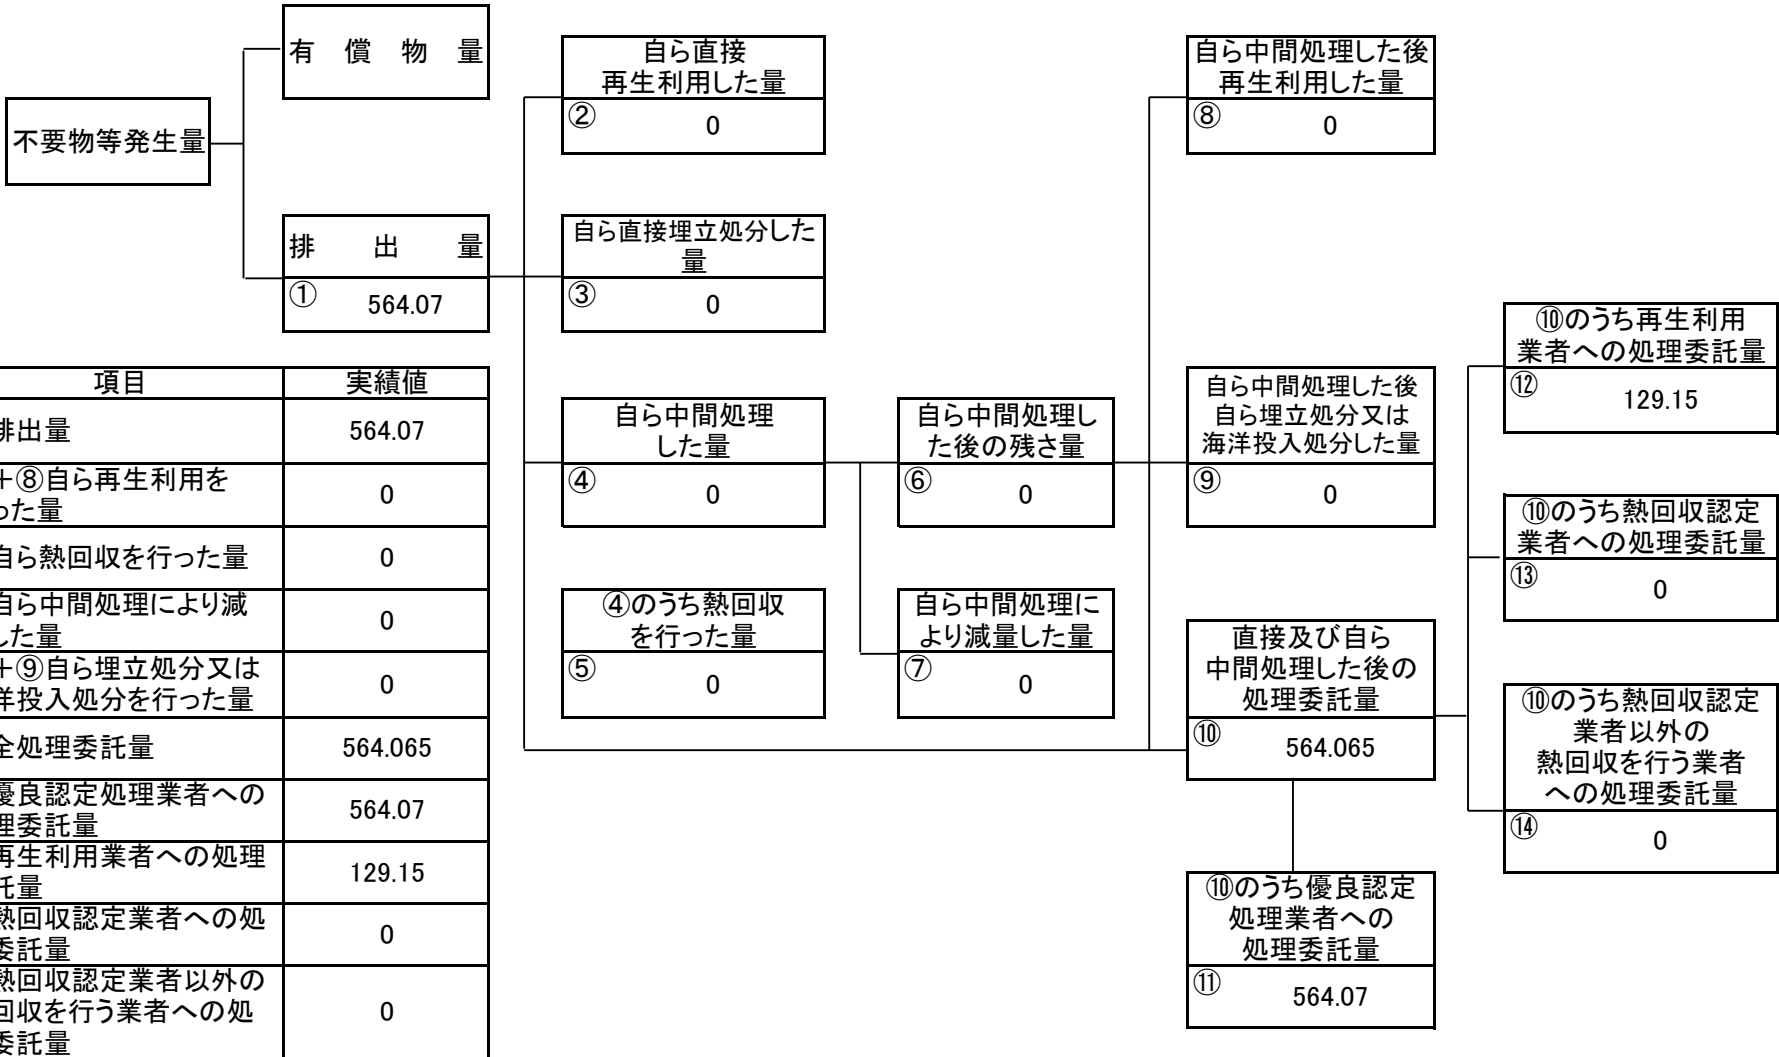 有 償 物 量
不要物等発生量
排 出 量
① 564.07
自ら直接
再生利用した量
② 0
自ら直接埋立処分した
量
③ 0
自ら中間処理
した量
④ 0
④のうち熱回収
を行った量
⑤ 0
自ら中間処理し
た後の残さ量
⑥ 0
自ら中間処理に
より減量した量
⑦ 0
自ら中間処理した後
再生利用した量
⑧ 0
自ら中間処理した後
自ら埋立処分又は
海洋投入処分した量
⑨ 0
直接及び自ら
中間処理した後の
処理委託量
⑩ 564.065
⑩のうち優良認定
処理業者への
処理委託量
⑪ 564.07
⑩のうち再生利用
業者への処理委託量
⑫ 129.15
⑩のうち熱回収認定
業者への処理委託量
⑬ 0
⑩のうち熱回収認定
業者以外の
熱回収を行う業者
への処理委託量
⑭ 0
項目 実績値
排出量 564.07
+⑧自ら再生利用を
った量 0
自ら熱回収を行った量 0
自ら中間処理により減
した量 0
+⑨自ら埋立処分又は
洋投入処分を行った量 0
全処理委託量 564.065
優良認定処理業者への
理委託量 564.07
再生利用業者への処理
託量 129.15
熱回収認定業者への処
委託量 0
熱回収認定業者以外の
回収を行う業者への処
委託量 0